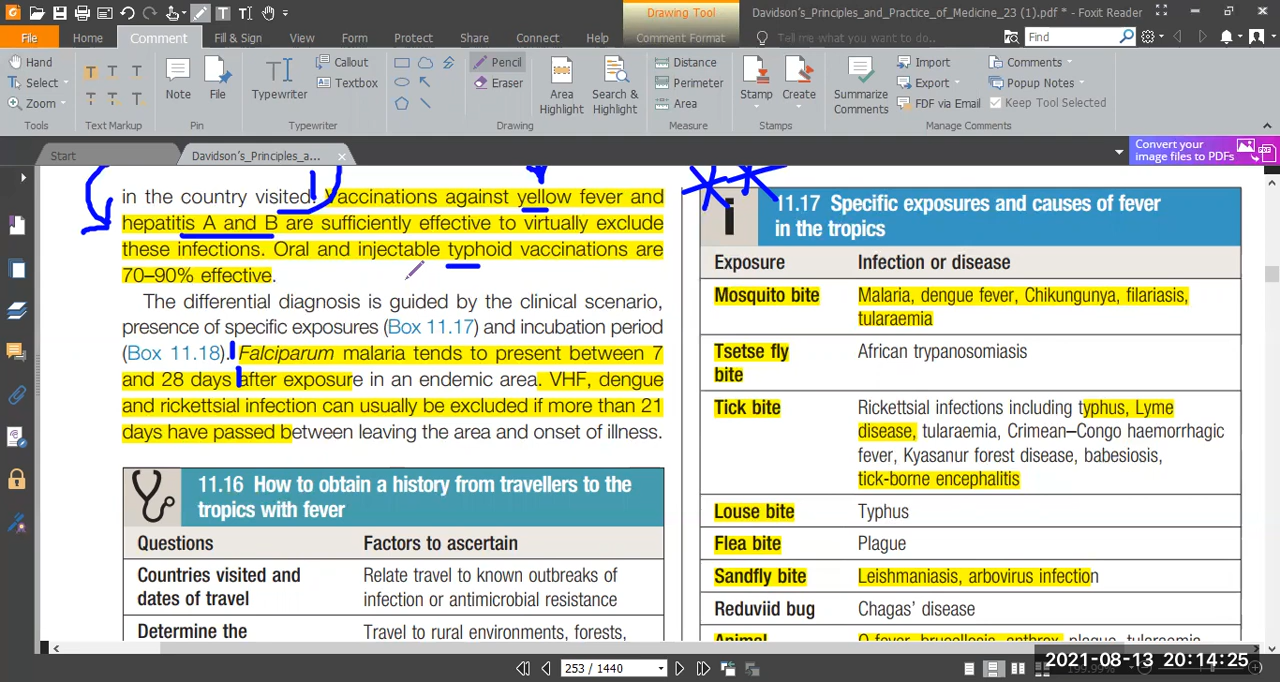 Drawing Tool
Davidson's_Principles_and_Practice_of_Medicine_23 (1).pdf * - Foxit Reader
File
Home
Comment
Fill & Sign
View
Form
Protect
Share
Connect
Help
Comment Format
Tell me what you want to do...
Find
Hand
Select
Zoom
Tools
Text Markup
Note
File
Pin
Typewriter
Callout
Textbox
Typewriter
Pencil
Eraser
Drawing
Area
Highlight
Search &
Highlight
Distance
Perimeter
Area
Measure
Stamp
Create
Stamps
Summarize
Comments
Import
Export
FDF via Email
Comments
Popup Notes
Keep Tool Selected
Manage Comments
Start
Davidson's_Principles_a...
Convert your
image files to PDFs
in the country visited. Vaccinations against yellow fever and
hepatitis A and B are sufficiently effective to virtually exclude
these infections. Oral and injectable typhoid vaccinations are
70–90% effective.
The differential diagnosis is guided by the clinical scenario,
presence of specific exposures (Box 11.17) and incubation period
(Box 11.18). Falciparum malaria tends to present between 7
and 28 days after exposure in an endemic area. VHF, dengue
and rickettsial infection can usually be excluded if more than 21
days have passed between leaving the area and onset of illness.
11.16 How to obtain a history from travellers to the
tropics with fever
Questions
Factors to ascertain
Countries visited and
dates of travel
Relate travel to known outbreaks of
infection or antimicrobial resistance
Determine the
Travel to rural environments, forests,
11.17 Specific exposures and causes of fever
in the tropics
Exposure
Infection or disease
Mosquito bite
Malaria, dengue fever, Chikungunya, filariasis,
tularaemia
Tsetse fly
bite
African trypanosomiasis
Tick bite
Rickettsial infections including typhus, Lyme
disease, tularaemia, Crimean–Congo haemorrhagic
fever, Kyasanur forest disease, babesiosis,
tick-borne encephalitis
Louse bite
Typhus
Flea bite
Plague
Sandfly bite
Leishmaniasis, arbovirus infection
Reduviid bug
Chagas' disease
Animal
Q fever, brucellosis, anthrax, plague, tularaemia
253 / 1440
2021-08-13 20:14:25